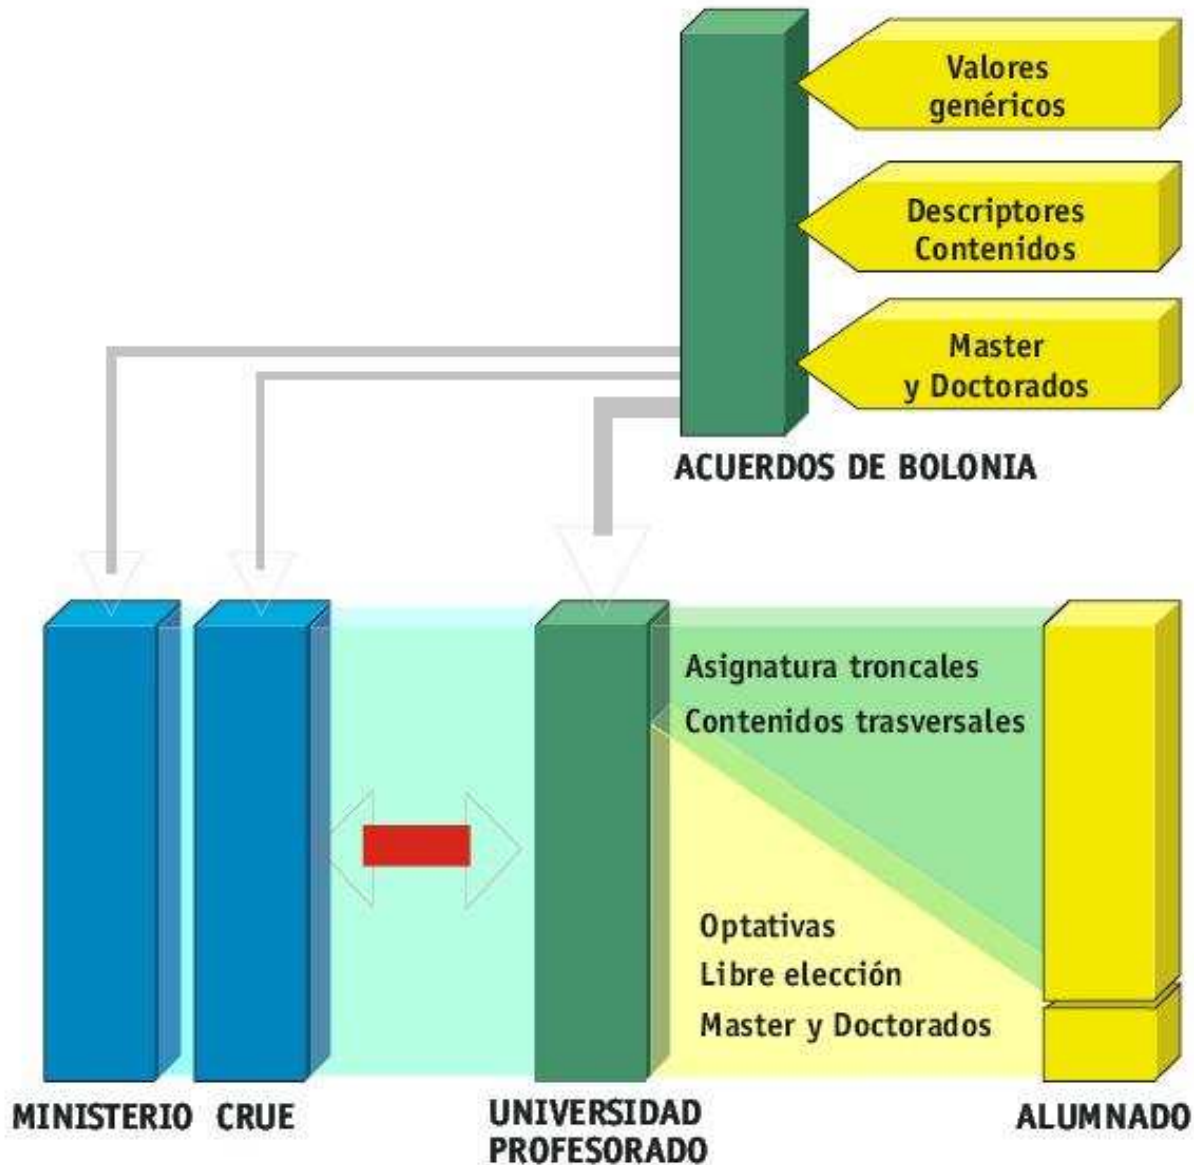 Valores
genéricos
Descriptores
Contenidos
Master
y Doctorados
ACUERDOS DE BOLONIA
Asignatura troncales
Contenidos trasversales
Optativas
Libre elección
Master y Doctorados
MINISTERIO
CRUE
UNIVERSIDAD
PROFESORADO
ALUMNADO